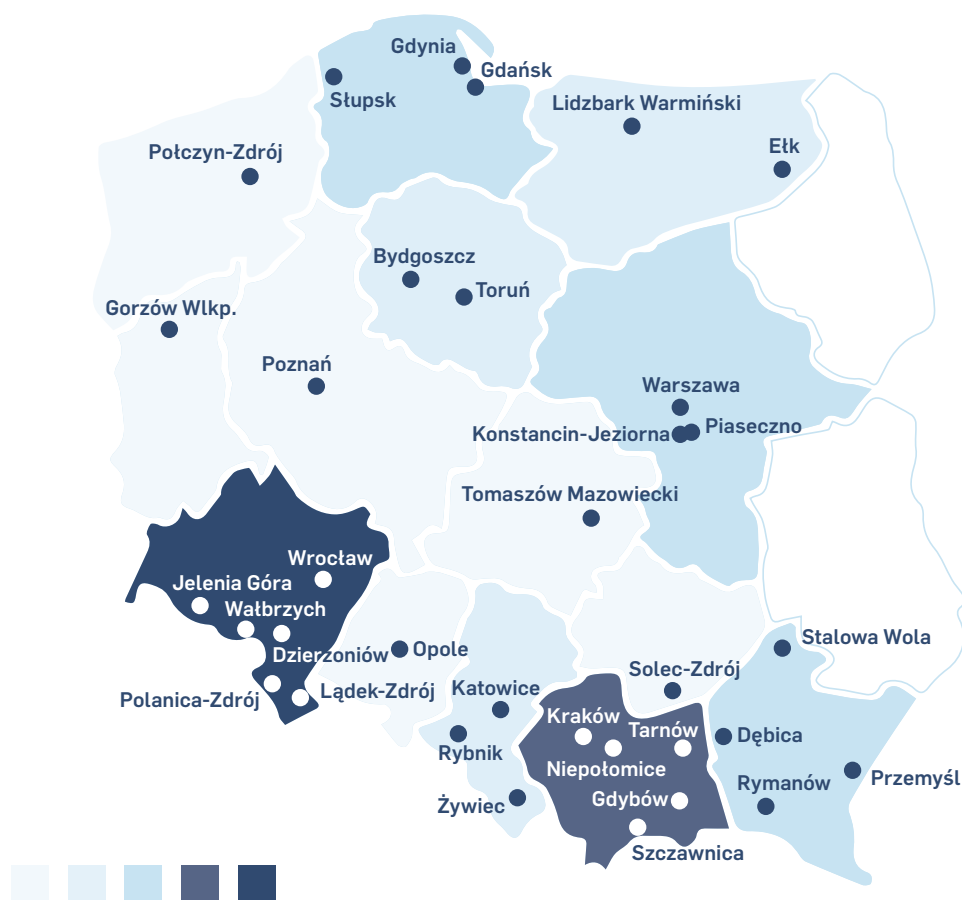 Gdynia
Gdańsk
Słupsk
Lidzbark Warmiński
Ełk
Połczyn-Zdrój
Bydgoszcz
Toruń
Gorzów Wlkp.
Poznań
Warszawa
Piaseczno
Konstancin-Jeziorna
Tomaszów Mazowiecki
Wrocław
Jelenia Góra
Wałbrzych
Dzierzoniów
Opole
Stalowa Wola
Solec-Zdrój
Polanica-Zdrój
Lądek-Zdrój
Katowice
Kraków
Tarnów
Dębica
Rybnik
Niepołomice
Przemyśl
Rymanów
Gdybów
Żywiec
Szczawnica